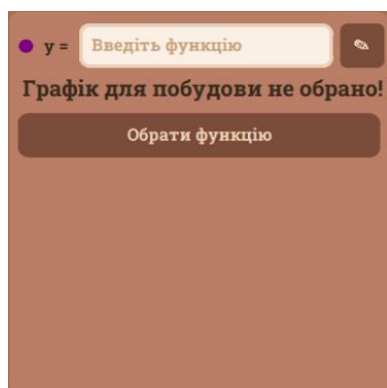 y = Введіть функцію
Графік для побудови не обрано!
Обрати функцію